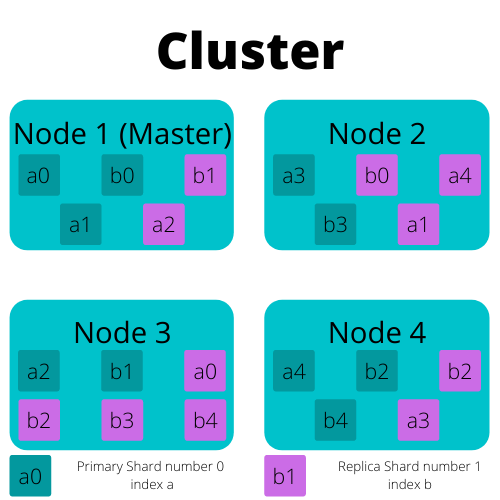 Cluster
Node 1 (Master)
a0 b0 b1
a1 a2
Node 2
a3 b0 a4
b3 a1
Node 3
a2 b1 a0
b2 b3 b4
Node 4
a4 b2 b2
b4 a3
a0
Primary Shard number 0
index a
b1
Replica Shard number 1
index b